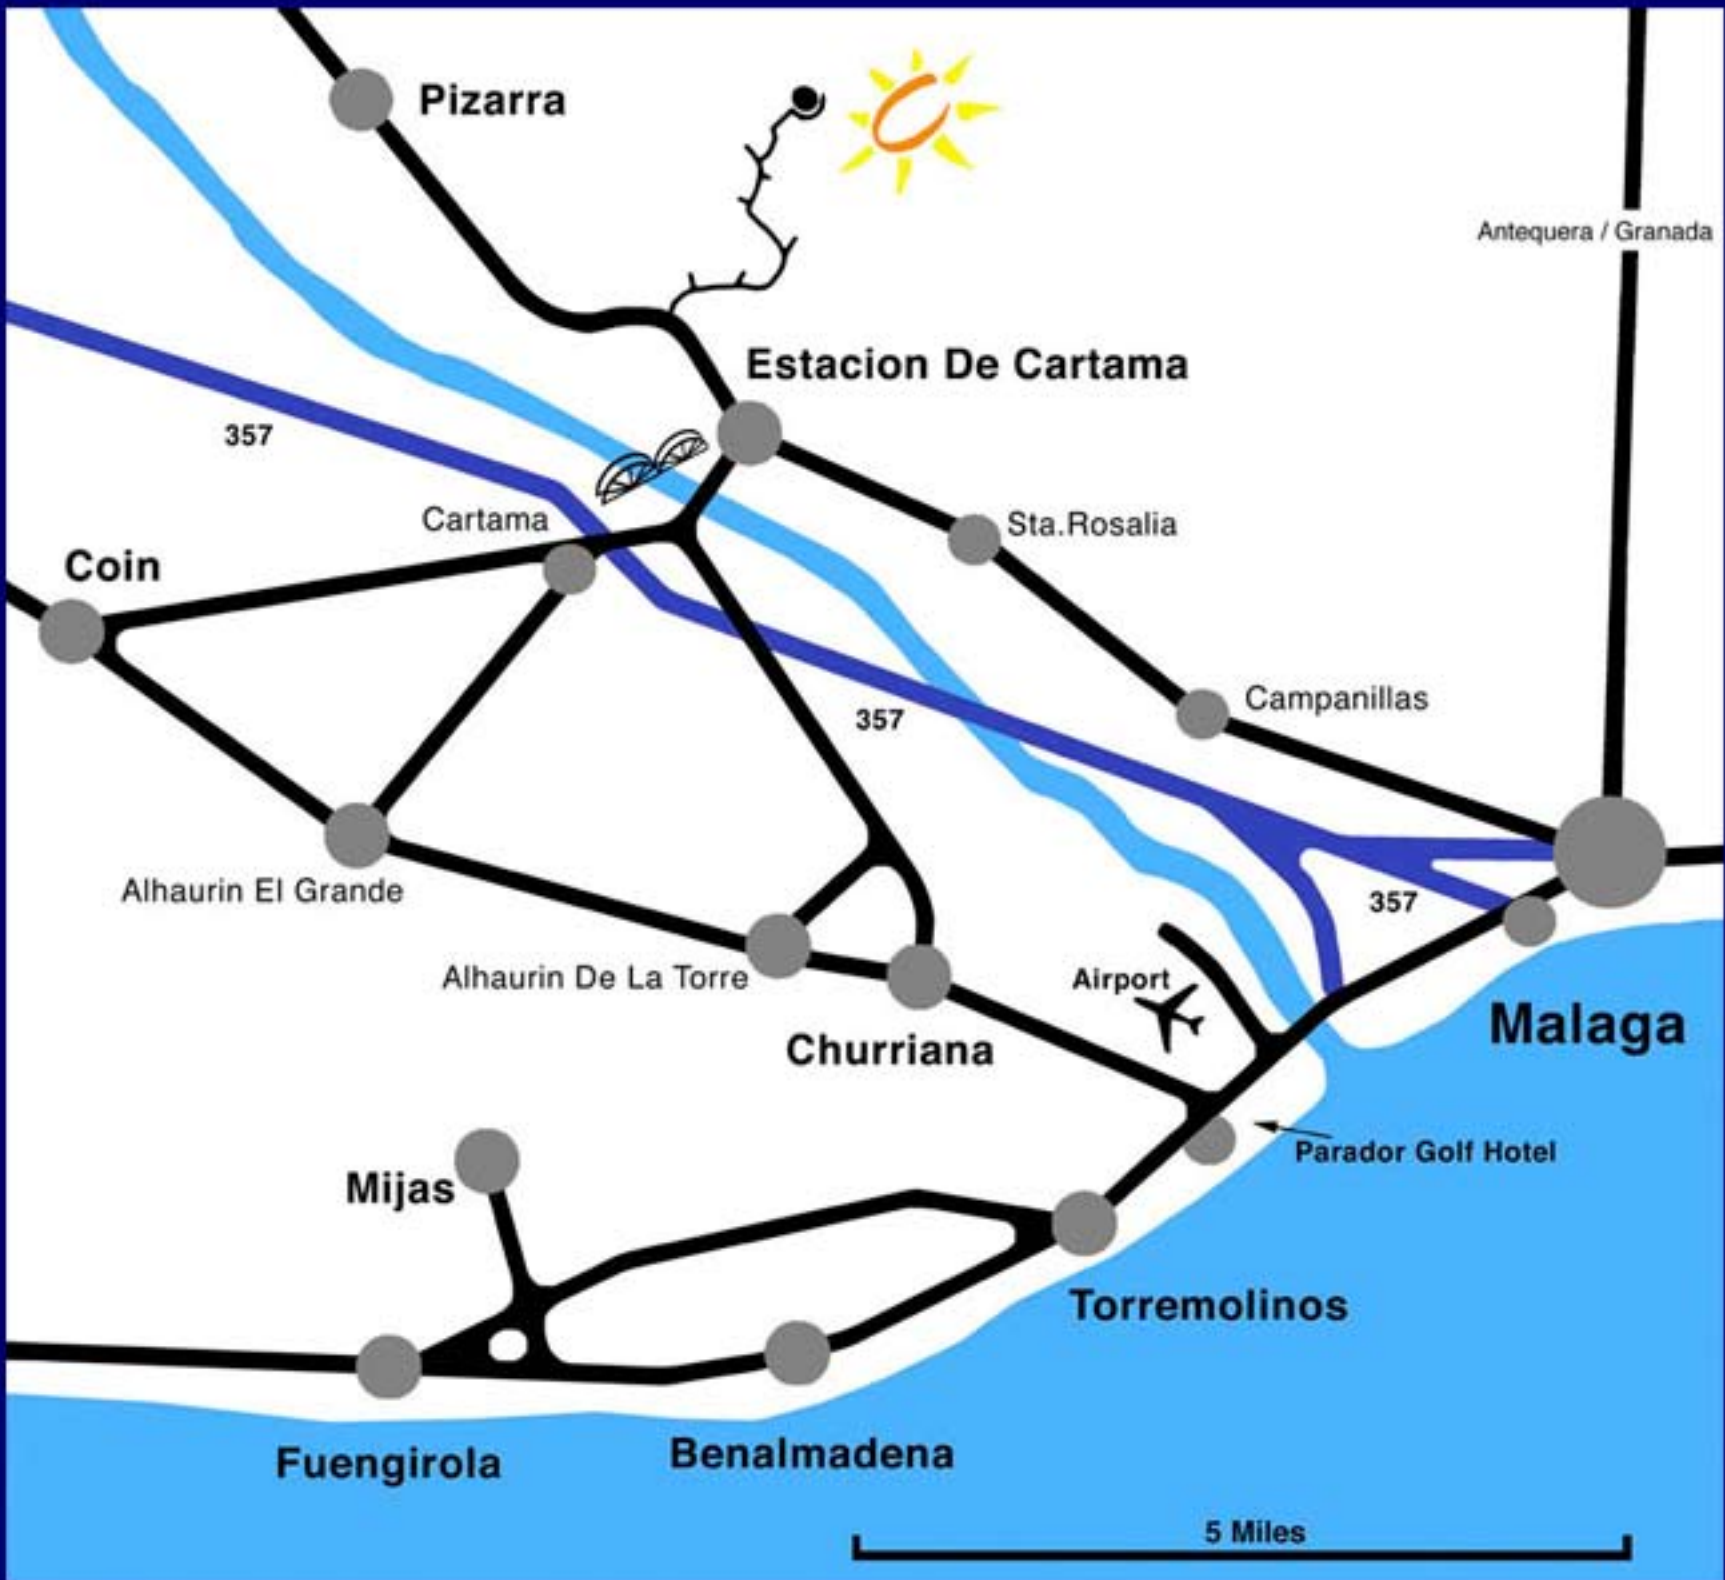 Pizarra
Antequera / Granada
Estacion De Cartama
357
Cartama
Sta.Rosalia
Coin
Campanillas
357
Alhaurin El Grande
357
Alhaurin De La Torre
Airport
Malaga
Churriana
Parador Golf Hotel
Mijas
Torremolinos
Fuengirola
Benalmadena
5 Miles